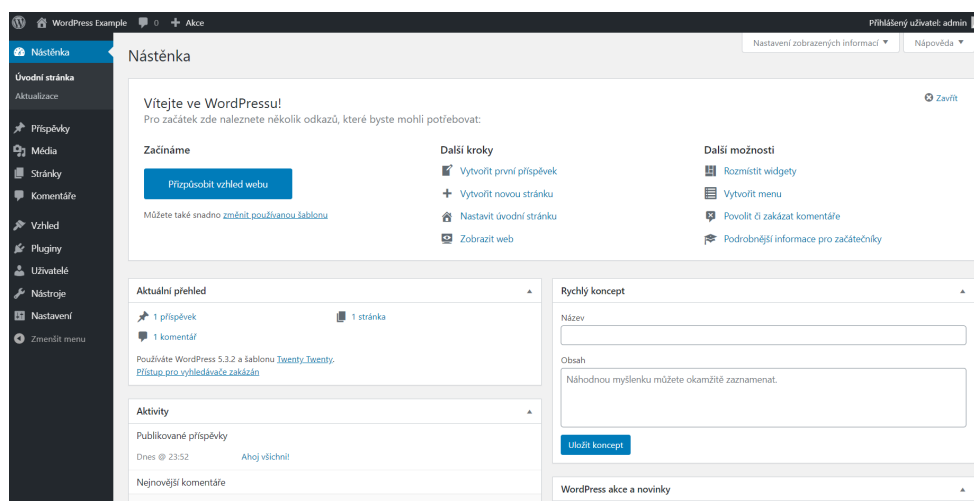 WordPress Example 0 Akce Přihlášený uživatel: admin
Nástěnka
Úvodní stránka
Aktualizace
Příspěvky
Média
Stránky
Komentáře
Vzhled
Pluginy
Uživatelé
Nástroje
Nastavení
Zmenšit menu
Nastavení zobrazených informací Nápověda
Nástěnka
Vítejte ve WordPressu!
Zavřít
Pro začátek zde naleznete několik odkazů, které byste mohli potřebovat:
Začínáme
Přizpůsobit vzhled webu
Můžete také snadno změnit používanou šablonu
Další kroky
Vytvořit první příspěvek
Vytvořit novou stránku
Nastavit úvodní stránku
Zobrazit web
Další možnosti
Rozmístit widgety
Vytvořit menu
Povolit či zakázat komentáře
Podrobnější informace pro začátečníky
Aktuální přehled
1 příspěvek 1 stránka
1 komentář
Používáte WordPress 5.3.2 a šablonu Twenty Twenty.
Přístup pro vyhledávače zakázán
Aktivity
Publikované příspěvky
Dnes @ 23:52 Ahoj všichni!
Nejnovější komentáře
Rychlý koncept
Název
Obsah
Náhodnou myšlenku můžete okamžitě zaznamenat.
Uložit koncept
WordPress akce a novinky